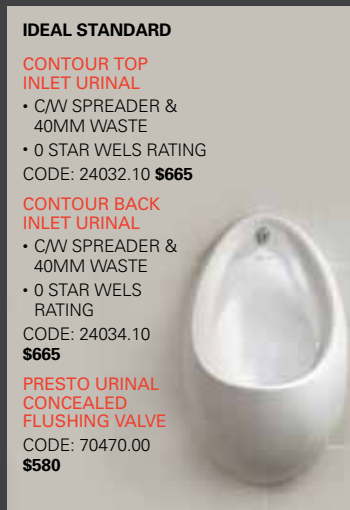 IDEAL STANDARD
CONTOUR TOP
INLET URINAL
• C/W SPREADER &
40MM WASTE
• 0 STAR WELS RATING
CODE: 24032.10 $665
CONTOUR BACK
INLET URINAL
• C/W SPREADER &
40MM WASTE
• 0 STAR WELS
RATING
CODE: 24034.10
$665
PRESTO URINAL
CONCEALED
FLUSHING VALVE
CODE: 70470.00
$580